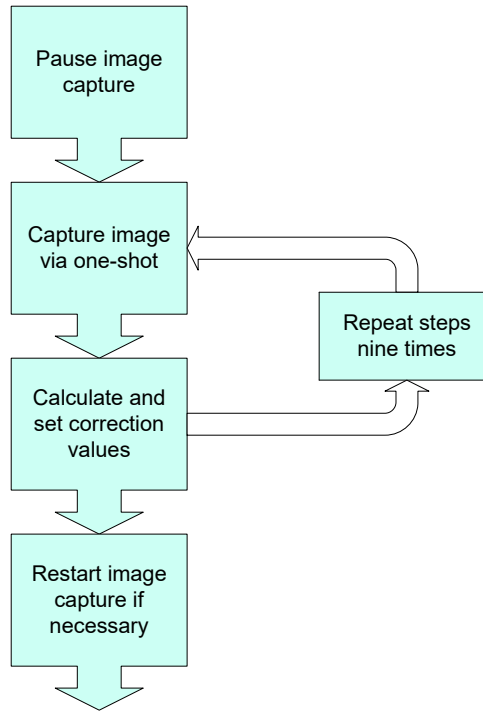 Pause image
capture
Capture image
via one-shot
Repeat steps
nine times
Calculate and
set correction
values
Restart image
capture if
necessary